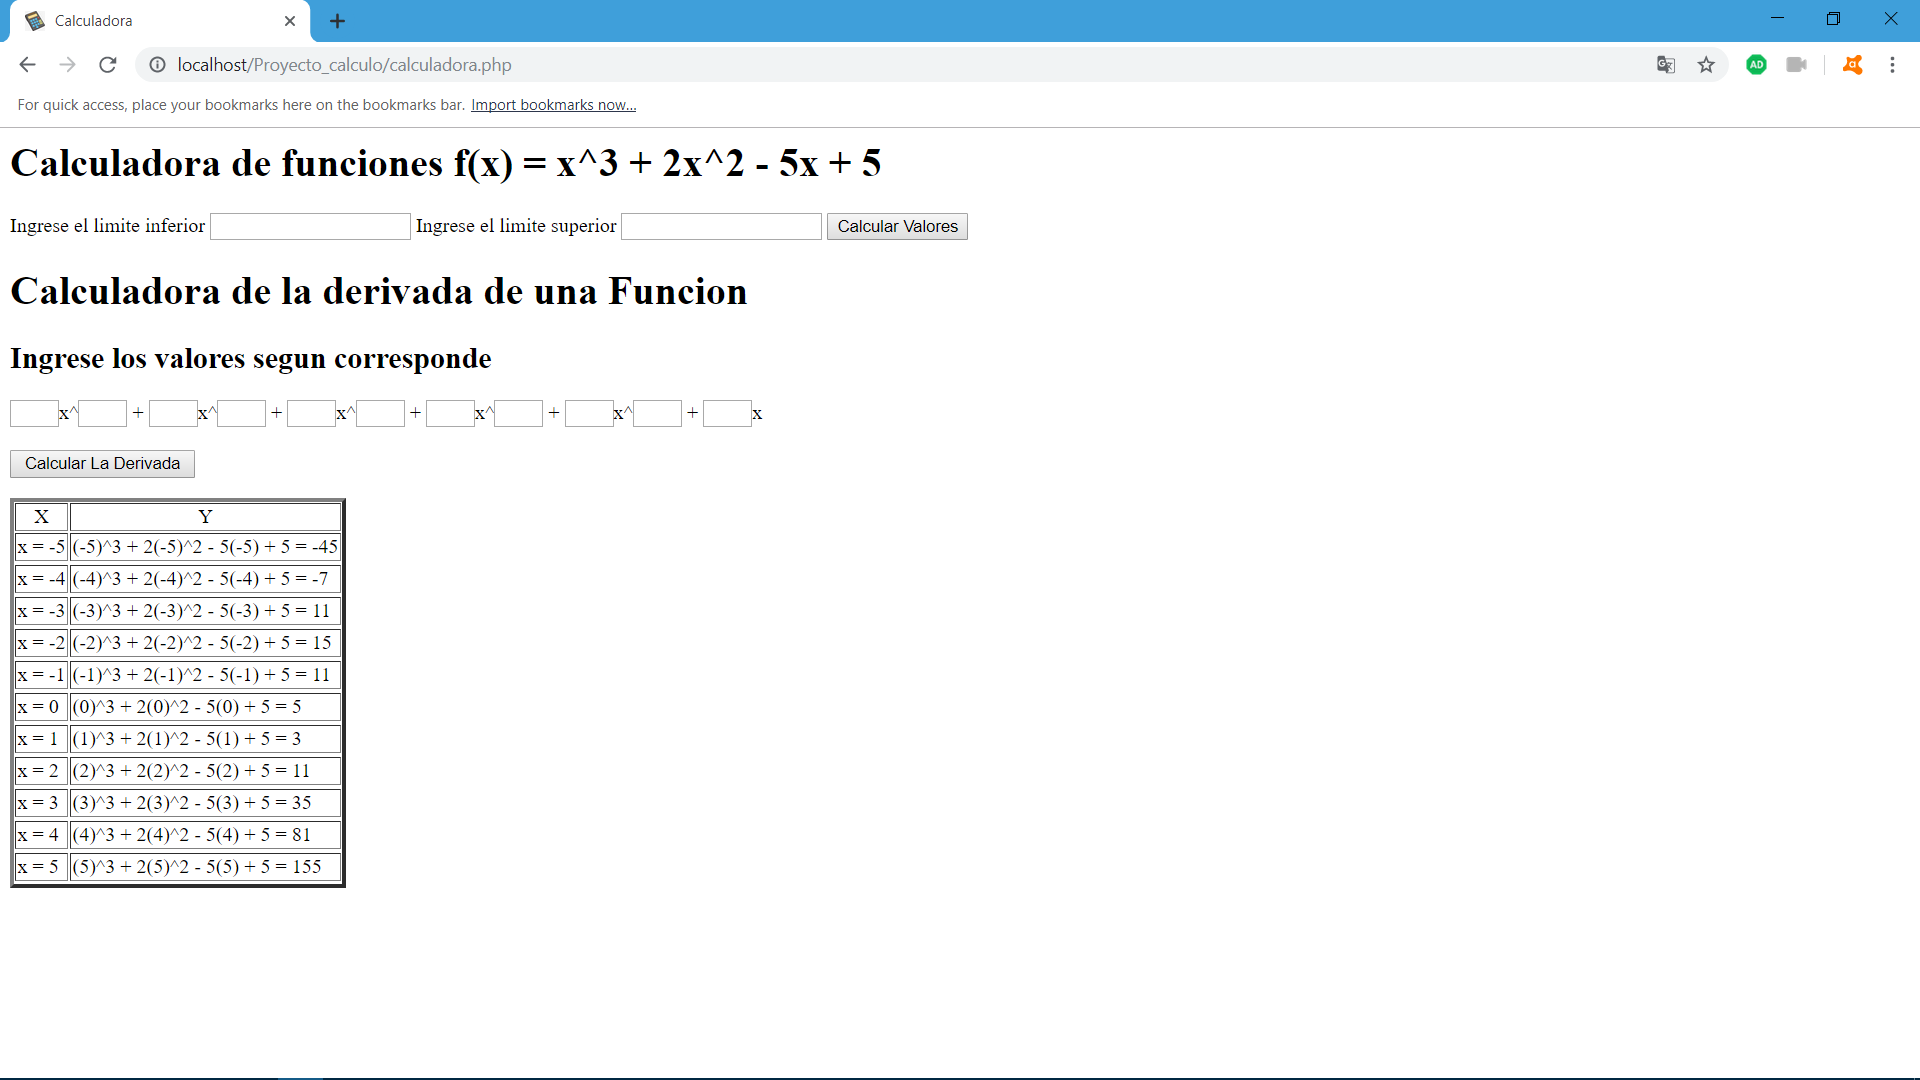 Calculadora
localhost/Proyecto_calculo/calculadora.php
AD
For quick access, place your bookmarks here on the bookmarks bar. Import bookmarks now...
Calculadora de funciones f(x) = x^3 + 2x^2 - 5x + 5
Ingrese el limite inferior Ingrese el limite superior Calcular Valores
Calculadora de la derivada de una Funcion
Ingrese los valores segun corresponde
x^ + x^ + x^ + x^ + x^ + x
Calcular La Derivada
X Y
x = -5 (-5)^3 + 2(-5)^2 - 5(-5) + 5 = -45
x = -4 (-4)^3 + 2(-4)^2 - 5(-4) + 5 = -7
x = -3 (-3)^3 + 2(-3)^2 - 5(-3) + 5 = 11
x = -2 (-2)^3 + 2(-2)^2 - 5(-2) + 5 = 15
x = -1 (-1)^3 + 2(-1)^2 - 5(-1) + 5 = 11
x = 0 (0)^3 + 2(0)^2 - 5(0) + 5 = 5
x = 1 (1)^3 + 2(1)^2 - 5(1) + 5 = 3
x = 2 (2)^3 + 2(2)^2 - 5(2) + 5 = 11
x = 3 (3)^3 + 2(3)^2 - 5(3) + 5 = 35
x = 4 (4)^3 + 2(4)^2 - 5(4) + 5 = 81
x = 5 (5)^3 + 2(5)^2 - 5(5) + 5 = 155